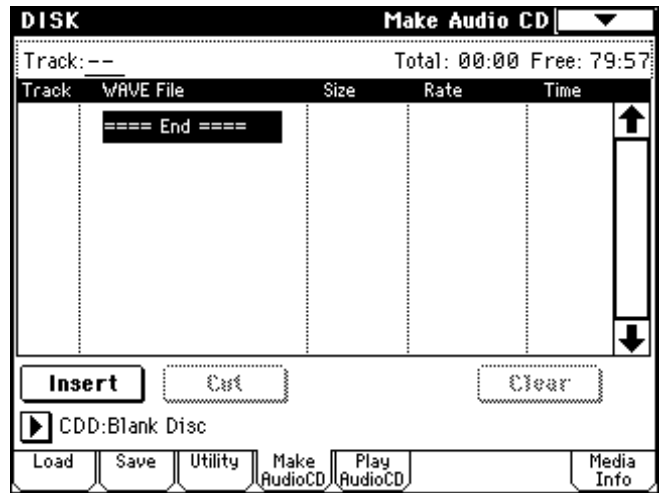 DISK Make Audio CD
Track:-- Total: 00:00 Free: 79:57
Track WAVE File Size Rate Time
==== End ====
Insert Cut Clear
CDD:Blank Disc
Load Save Utility Make AudioCD Play AudioCD Media Info